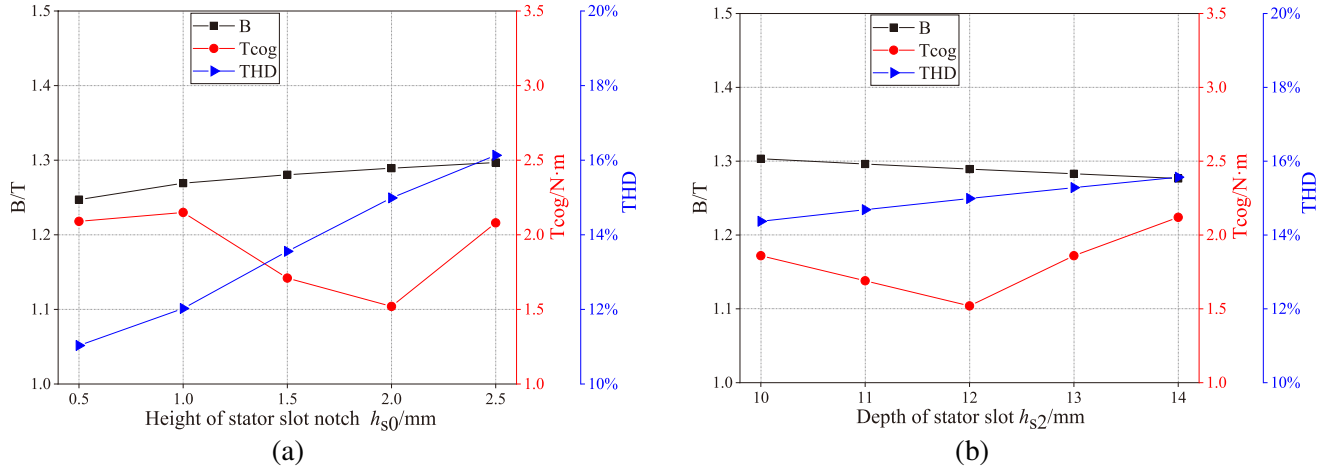 B
Tcog
THD
1.5
1.4
1.3
1.2
1.1
1.0
B/T
3.5
3.0
2.5
2.0
1.5
1.0
Tcog/N·m
20%
18%
16%
14%
12%
10%
THD
0.5 1.0 1.5 2.0 2.5
Height of stator slot notch hs0/mm
(a)
B
Tcog
THD
1.5
1.4
1.3
1.2
1.1
1.0
B/T
3.5
3.0
2.5
2.0
1.5
1.0
Tcog/N·m
20%
18%
16%
14%
12%
10%
THD
10 11 12 13 14
Depth of stator slot hs2/mm
(b)